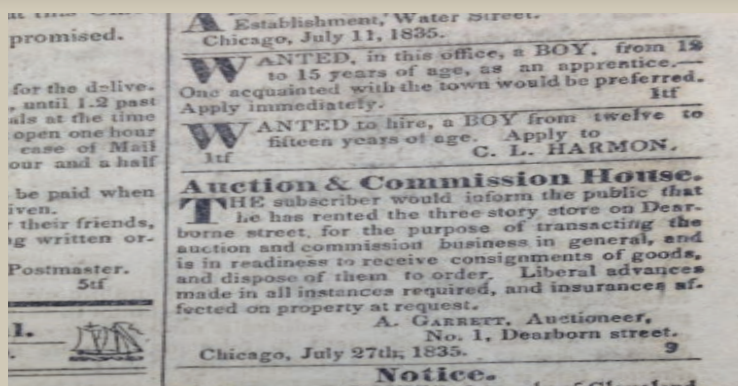 at this
promised.
for the delive-
, until 1-2 past
als at the time
open one hour
case of Mail
our and a half
be paid when
iven.
r their friends,
ng written or-
Postmaster.
5tf
l.
Establishment, Water Street.
Chicago, July 11, 1835.
WANTED, in this office, a BOY, from 12
to 15 years of age, as an apprentice.—
One acquainted with the town would be preferred.
Apply immediately. 1tf
WANTED to hire, a BOY from twelve to
fifteen years of age. Apply to
1tf C. L. HARMON.
Auction & Commission House.
THE subscriber would inform the public that
he has rented the three story store on Dear-
borne street, for the purpose of transacting the
auction and commission business in general, and
is in readiness to receive consignments of goods,
and dispose of them to order. Liberal advances
made in all instances required, and insurances af-
fected on property at request.
A. GARRETT, Auctioneer,
No. 1, Dearborn street.
Chicago, July 27th, 1835. 9
Notice.